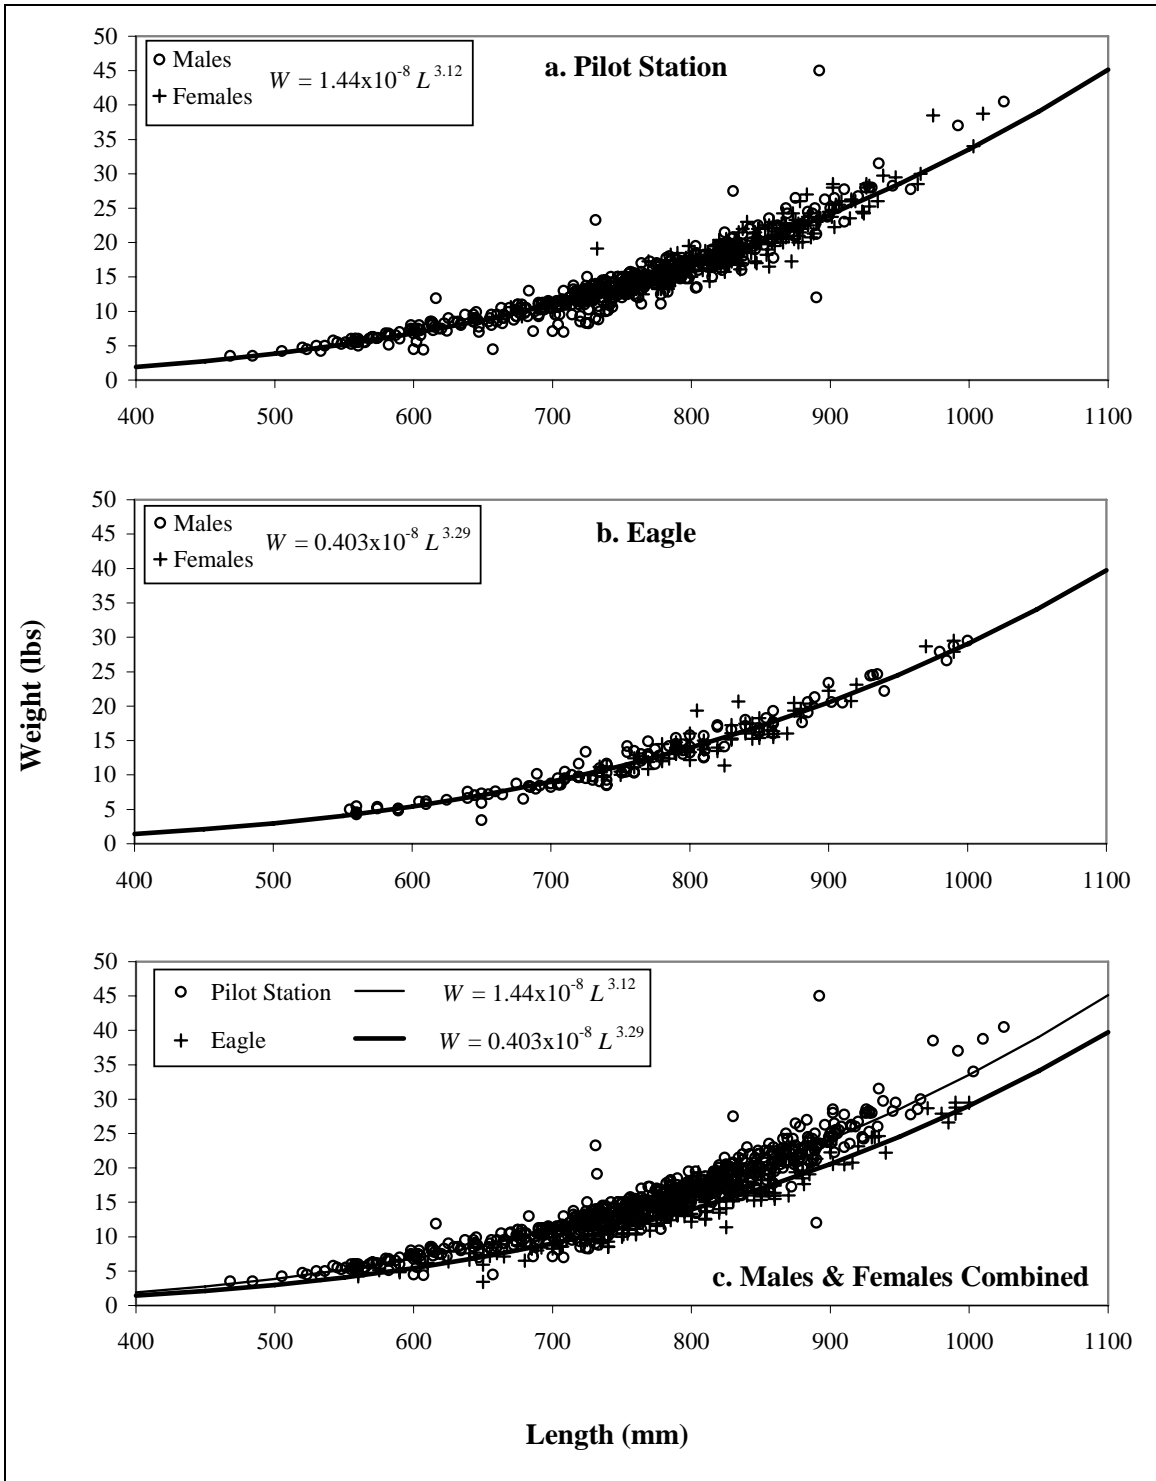 a. Pilot Station
Males
Females
W = 1.44x10⁻⁸ L³·¹²
50
45
40
35
30
25
20
15
10
5
0
400 500 600 700 800 900 1000 1100
b. Eagle
Males
Females
W = 0.403x10⁻⁸ L³·²⁹
50
45
40
35
30
25
20
15
10
5
0
400 500 600 700 800 900 1000 1100
Weight (lbs)
Pilot Station W = 1.44x10⁻⁸ L³·¹²
Eagle W = 0.403x10⁻⁸ L³·²⁹
50
45
40
35
30
25
20
15
10
5
0
c. Males & Females Combined
400 500 600 700 800 900 1000 1100
Length (mm)